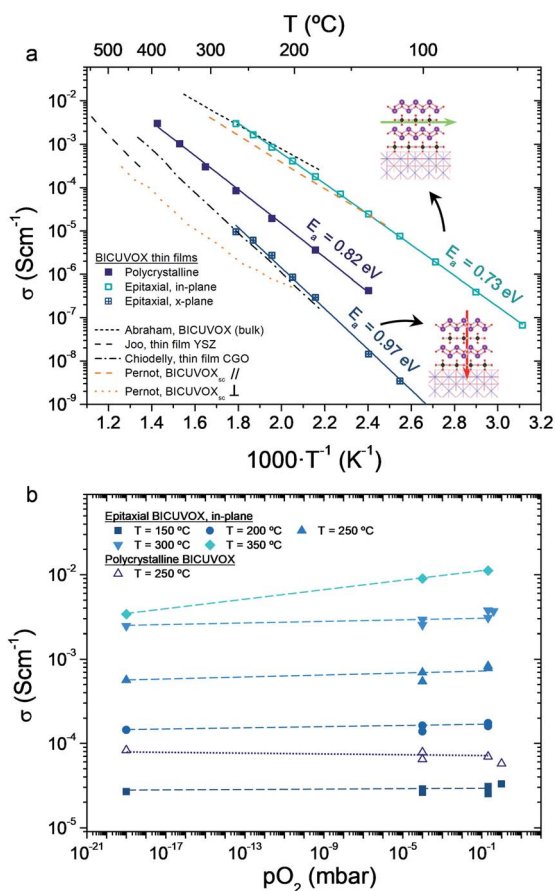 T (ºC)
500 400 300 200 100
a
10⁻²
10⁻³
10⁻⁴
10⁻⁵
10⁻⁶
10⁻⁷
10⁻⁸
10⁻⁹
σ (Scm⁻¹)
Eₐ = 0.82 eV
Eₐ = 0.73 eV
Eₐ = 0.97 eV
BICUVOX thin films
Polycrystalline
Epitaxial, in-plane
Epitaxial, x-plane
Abraham, BICUVOX (bulk)
Joo, thin film YSZ
Chiodelly, thin film CGO
Pernot, BICUVOXsc //
Pernot, BICUVOXsc ⊥
1.2 1.4 1.6 1.8 2.0 2.2 2.4 2.6 2.8 3.0 3.2
1000·T⁻¹ (K⁻¹)
b
Epitaxial BICUVOX, in-plane
T = 150 ºC T = 200 ºC T = 250 ºC
T = 300 ºC T = 350 ºC
Polycrystalline BICUVOX
T = 250 ºC
10⁻²
10⁻³
10⁻⁴
10⁻⁵
σ (Scm⁻¹)
10⁻²¹ 10⁻¹⁷ 10⁻¹³ 10⁻⁹ 10⁻⁵ 10⁻¹
pO₂ (mbar)